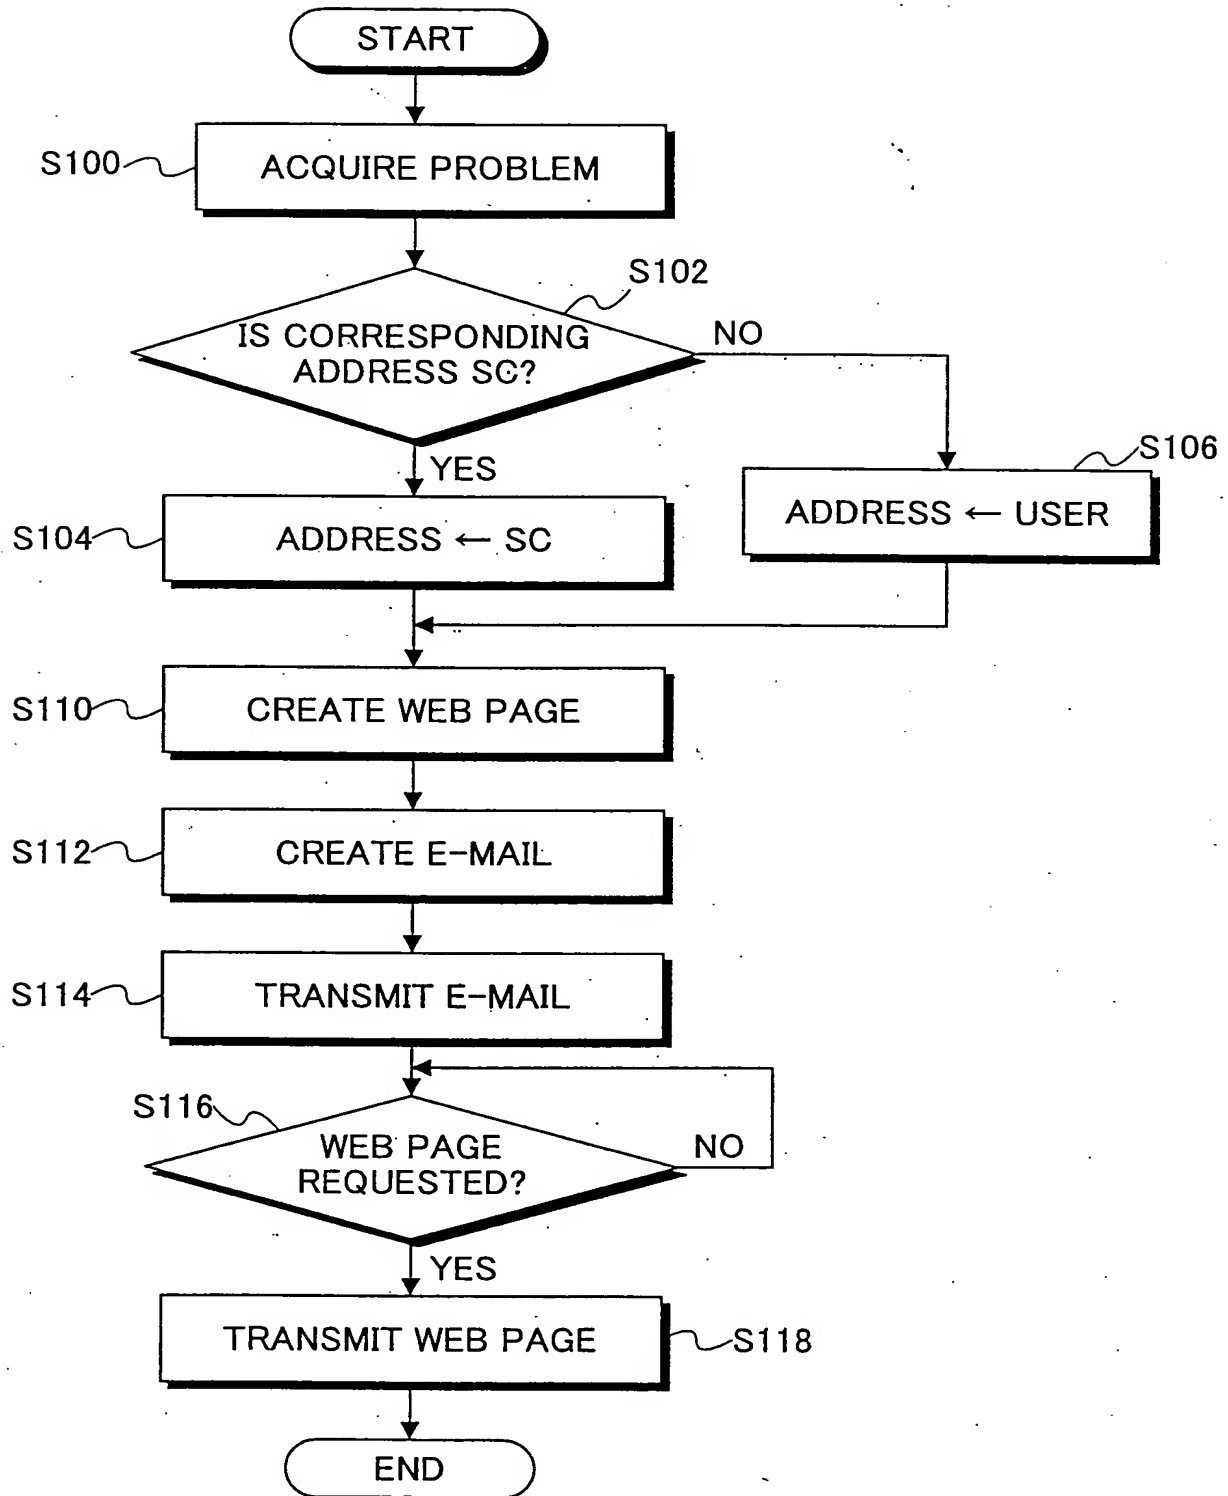 START
S100
ACQUIRE PROBLEM
S102
IS CORRESPONDING
ADDRESS SC?
NO
YES
S106
ADDRESS ← USER
S104
ADDRESS ← SC
S110
CREATE WEB PAGE
S112
CREATE E-MAIL
S114
TRANSMIT E-MAIL
S116
WEB PAGE
REQUESTED?
NO
YES
TRANSMIT WEB PAGE
S118
END